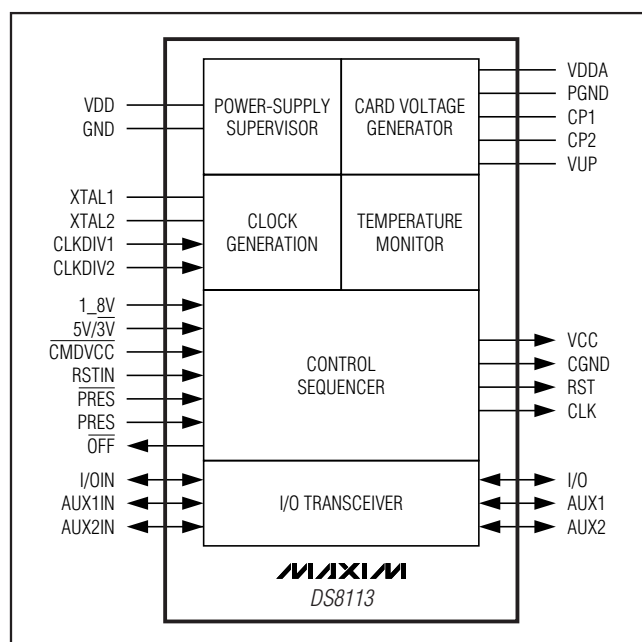 VDD
GND
XTAL1
XTAL2
CLKDIV1
CLKDIV2
1_8V
5V/3V
CMDVCC
RSTIN
PRES
PRES
OFF
I/OIN
AUX1IN
AUX2IN
POWER-SUPPLY
SUPERVISOR
CARD VOLTAGE
GENERATOR
CLOCK
GENERATION
TEMPERATURE
MONITOR
CONTROL
SEQUENCER
I/O TRANSCEIVER
VDDA
PGND
CP1
CP2
VUP
VCC
CGND
RST
CLK
I/O
AUX1
AUX2
MAXIM
DS8113